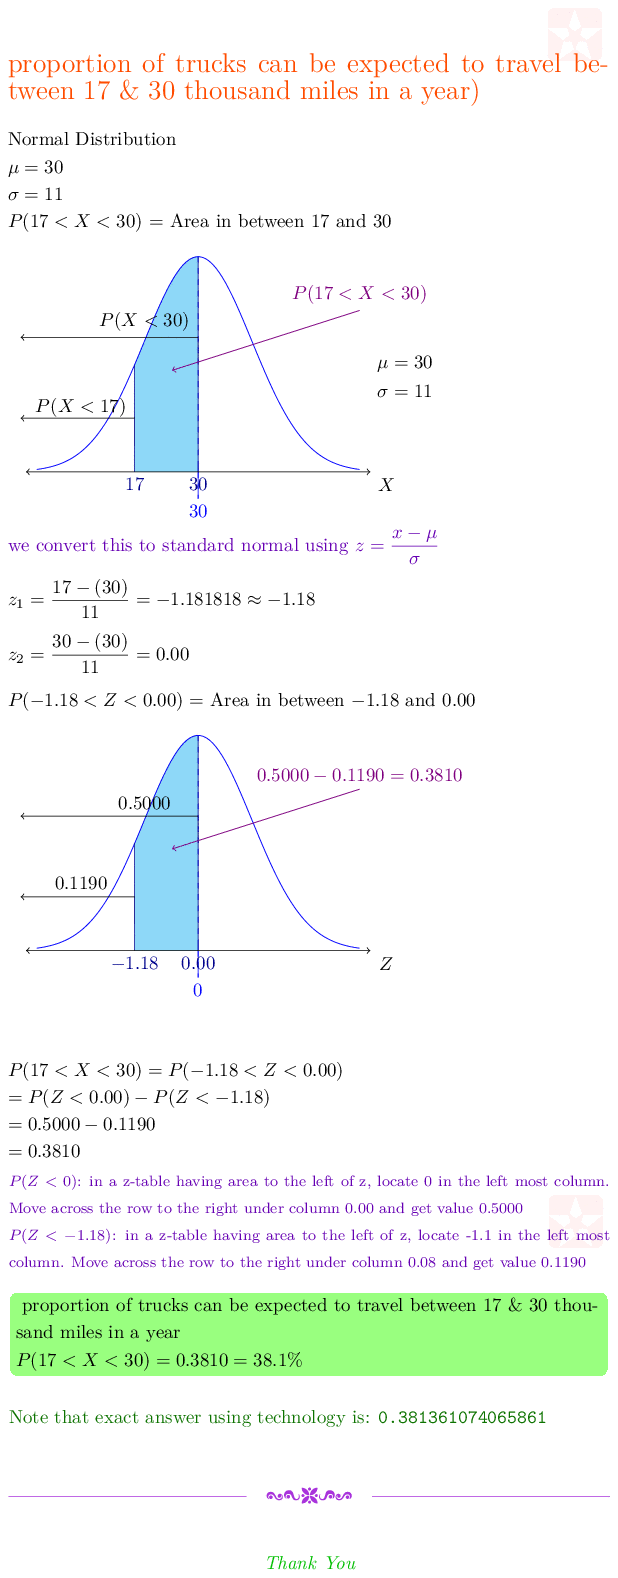 proportion of trucks can be expected to travel be-
tween 17 & 30 thousand miles in a year)
Normal Distribution
μ = 30
σ = 11
P(17 < X < 30) = Area in between 17 and 30
P(17 < X < 30)
P(X < 30)
μ = 30
σ = 11
P(X < 17)
17 30 X
30
we convert this to standard normal using z = (x − μ)/σ
z₁ = (17 − (30))/11 = −1.181818 ≈ −1.18
z₂ = (30 − (30))/11 = 0.00
P(−1.18 < Z < 0.00) = Area in between −1.18 and 0.00
0.5000 − 0.1190 = 0.3810
0.5000
0.1190
−1.18 0.00 Z
0
P(17 < X < 30) = P(−1.18 < Z < 0.00)
= P(Z < 0.00) − P(Z < −1.18)
= 0.5000 − 0.1190
= 0.3810
P(Z < 0): in a z-table having area to the left of z, locate 0 in the left most column.
Move across the row to the right under column 0.00 and get value 0.5000
P(Z < −1.18): in a z-table having area to the left of z, locate -1.1 in the left most
column. Move across the row to the right under column 0.08 and get value 0.1190
proportion of trucks can be expected to travel between 17 & 30 thou-
sand miles in a year
P(17 < X < 30) = 0.3810 = 38.1%
Note that exact answer using technology is: 0.381361074065861
Thank You